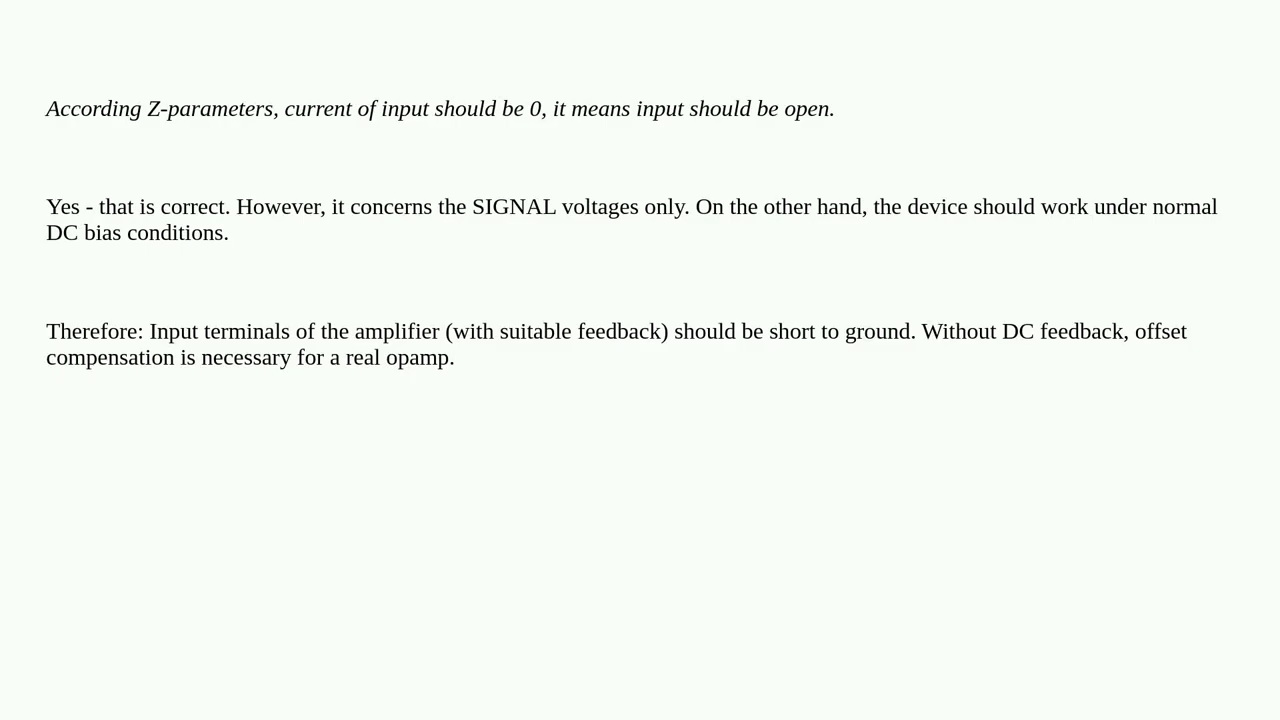 According Z-parameters, current of input should be 0, it means input should be open.
Yes - that is correct. However, it concerns the SIGNAL voltages only. On the other hand, the device should work under normal
DC bias conditions.
Therefore: Input terminals of the amplifier (with suitable feedback) should be short to ground. Without DC feedback, offset
compensation is necessary for a real opamp.